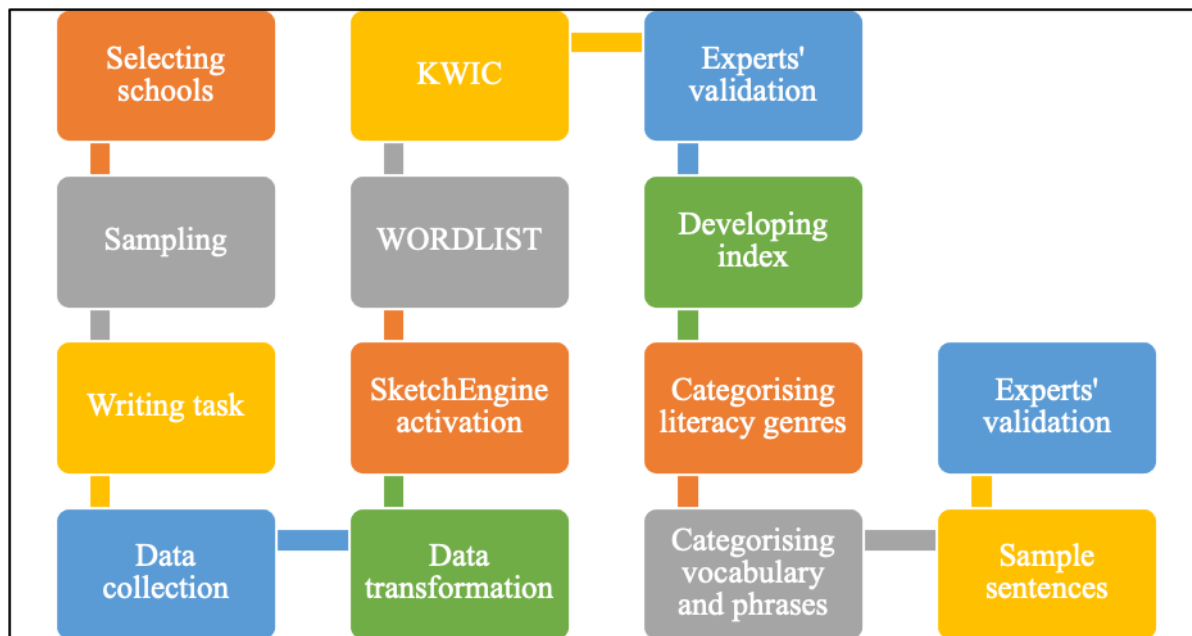 Selecting
schools
Sampling
Writing task
Data
collection
Data
transformation
SketchEngine
activation
WORDLIST
KWIC
Experts'
validation
Developing
index
Categorising
literacy genres
Categorising
vocabulary
and phrases
Sample
sentences
Experts'
validation